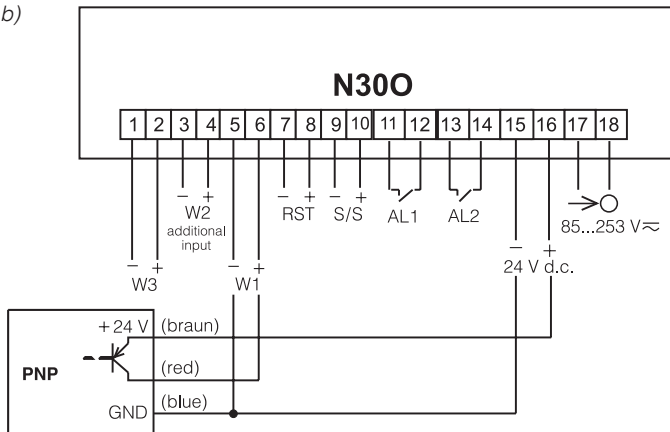 b)
N30O
1 2 3 4 5 6 7 8 9 10 11 12 13 14 15 16 17 18
− + − + − +
W2 RST S/S AL1 AL2
additional
input
85...253 V≂
− + − + − +
W3 W1 24 V d.c.
+24 V (braun)
PNP (red)
GND (blue)